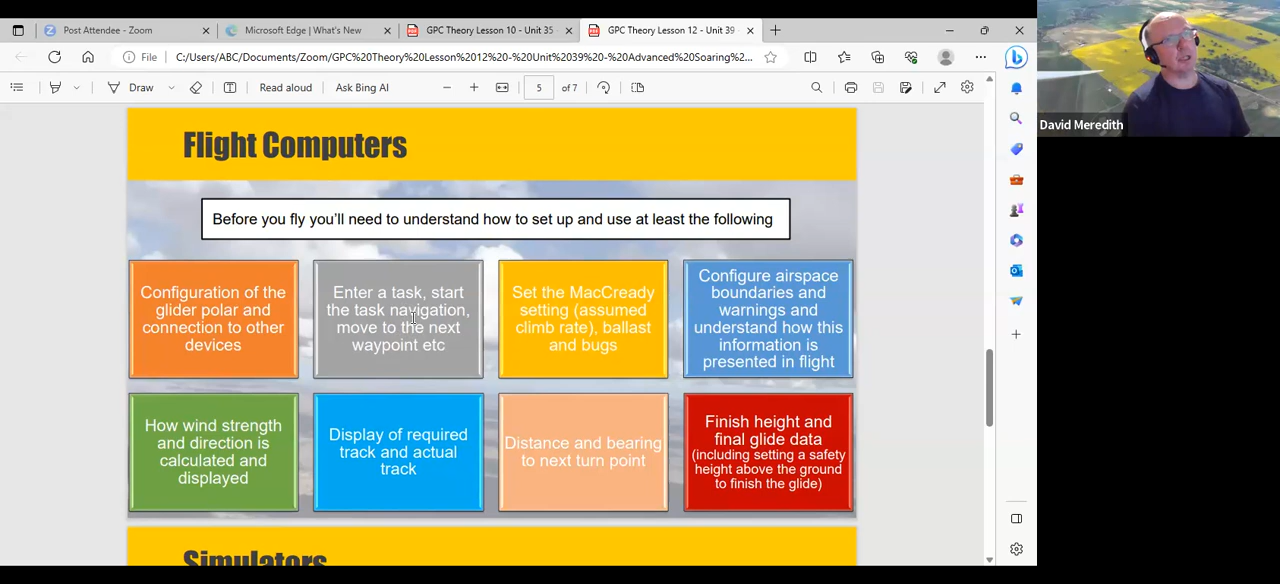 Post Attendee - Zoom
Microsoft Edge | What's New
GPC Theory Lesson 10 - Unit 35
GPC Theory Lesson 12 - Unit 39
File
C:/Users/ABC/Documents/Zoom/GPC%20Theory%20Lesson%2012%20-%20Unit%2039%20-%20Advanced%20Soaring%2...
Draw
Read aloud
Ask Bing AI
5
of 7
David Meredith
Flight Computers
Before you fly you'll need to understand how to set up and use at least the following
Configuration of the
glider polar and
connection to other
devices
Enter a task, start
the task navigation,
move to the next
waypoint etc
Set the MacCready
setting (assumed
climb rate), ballast
and bugs
Configure airspace
boundaries and
warnings and
understand how this
information is
presented in flight
How wind strength
and direction is
calculated and
displayed
Display of required
track and actual
track
Distance and bearing
to next turn point
Finish height and
final glide data
(including setting a safety
height above the ground
to finish the glide)
Simulators